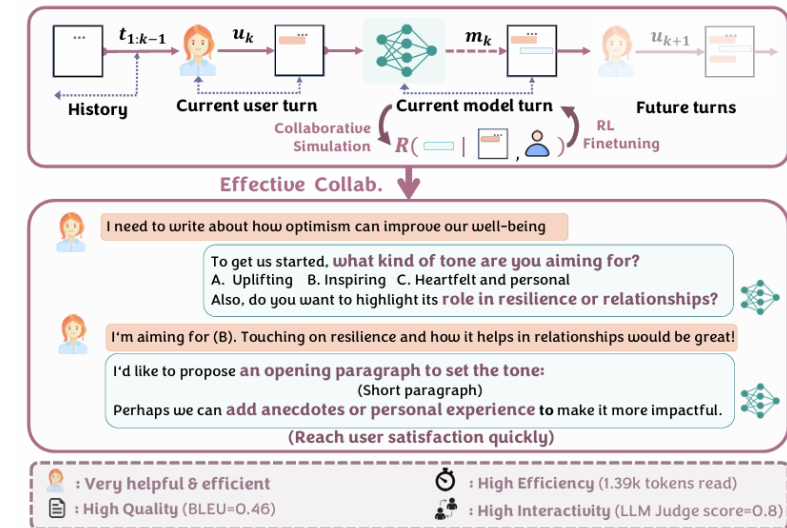 ...
t₁:ₖ₋₁
uₖ
...
mₖ
...
uₖ₊₁
...
History
Current user turn
Current model turn
Future turns
Collaborative
Simulation
R( | ... , )
RL
Finetuning
Effective Collab.
I need to write about how optimism can improve our well-being
To get us started, what kind of tone are you aiming for?
A. Uplifting B. Inspiring C. Heartfelt and personal
Also, do you want to highlight its role in resilience or relationships?
I'm aiming for (B). Touching on resilience and how it helps in relationships would be great!
I'd like to propose an opening paragraph to set the tone:
(Short paragraph)
Perhaps we can add anecdotes or personal experience to make it more impactful.
(Reach user satisfaction quickly)
: Very helpful & efficient
: High Efficiency (1.39k tokens read)
: High Quality (BLEU=0.46)
: High Interactivity (LLM Judge score=0.8)